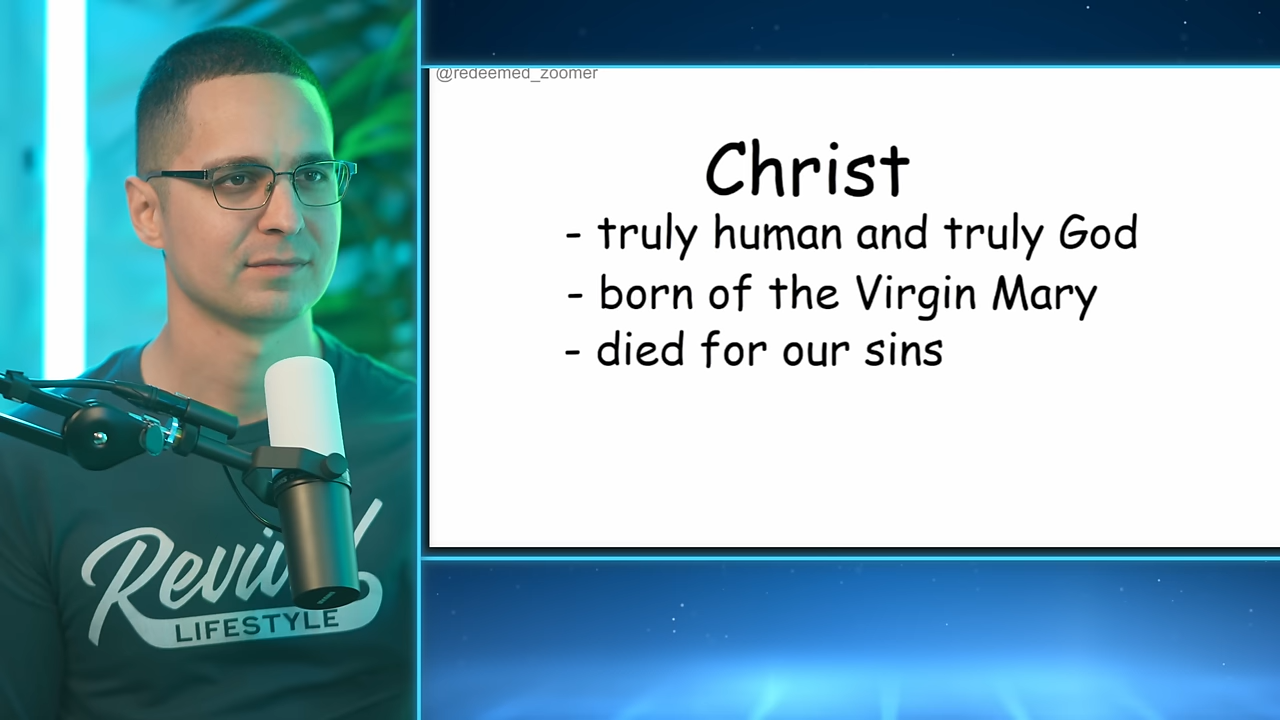 @redeemed_zoomer
Christ
- truly human and truly God
- born of the Virgin Mary
- died for our sins
LIFESTYLE